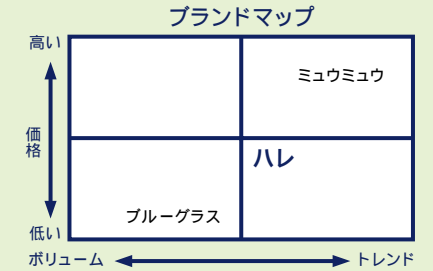 ブランドマップ
高い
ミュウミュウ
価格
ハレ
ブルーグラス
低い
ボリューム
トレンド